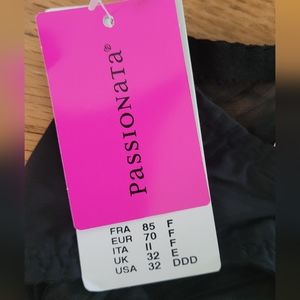 PaSSIONaTa®
FRA 85 F
EUR 70 F
ITA II F
UK 32 E
USA 32 DDD